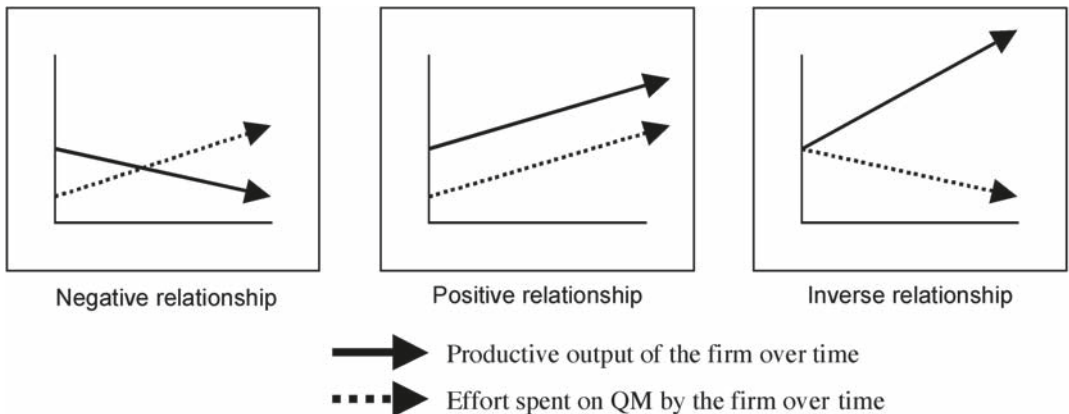 Negative relationship
Positive relationship
Inverse relationship
Productive output of the firm over time
Effort spent on QM by the firm over time